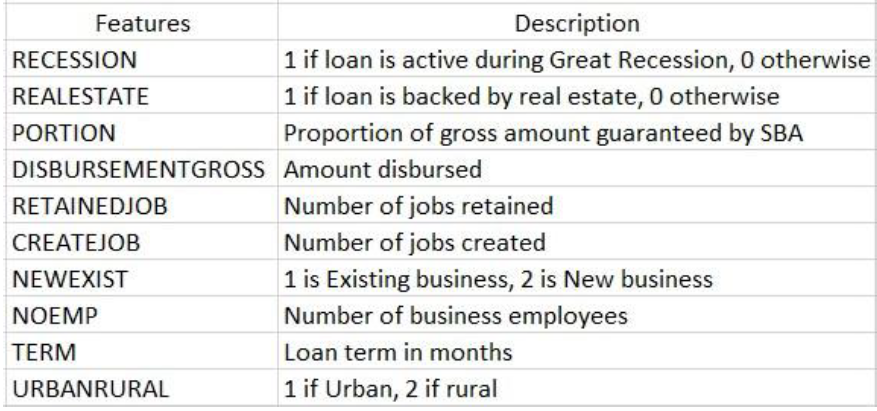 Features Description
RECESSION 1 if loan is active during Great Recession, 0 otherwise
REALESTATE 1 if loan is backed by real estate, 0 otherwise
PORTION Proportion of gross amount guaranteed by SBA
DISBURSEMENTGROSS Amount disbursed
RETAINEDJOB Number of jobs retained
CREATEJOB Number of jobs created
NEWEXIST 1 is Existing business, 2 is New business
NOEMP Number of business employees
TERM Loan term in months
URBANRURAL 1 if Urban, 2 if rural